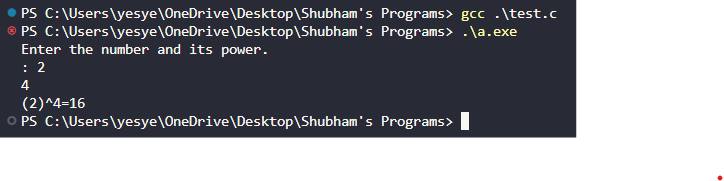 PS C:\Users\yesye\OneDrive\Desktop\Shubham's Programs> gcc .\test.c
PS C:\Users\yesye\OneDrive\Desktop\Shubham's Programs> .\a.exe
Enter the number and its power.
: 2
4
(2)^4=16
PS C:\Users\yesye\OneDrive\Desktop\Shubham's Programs>